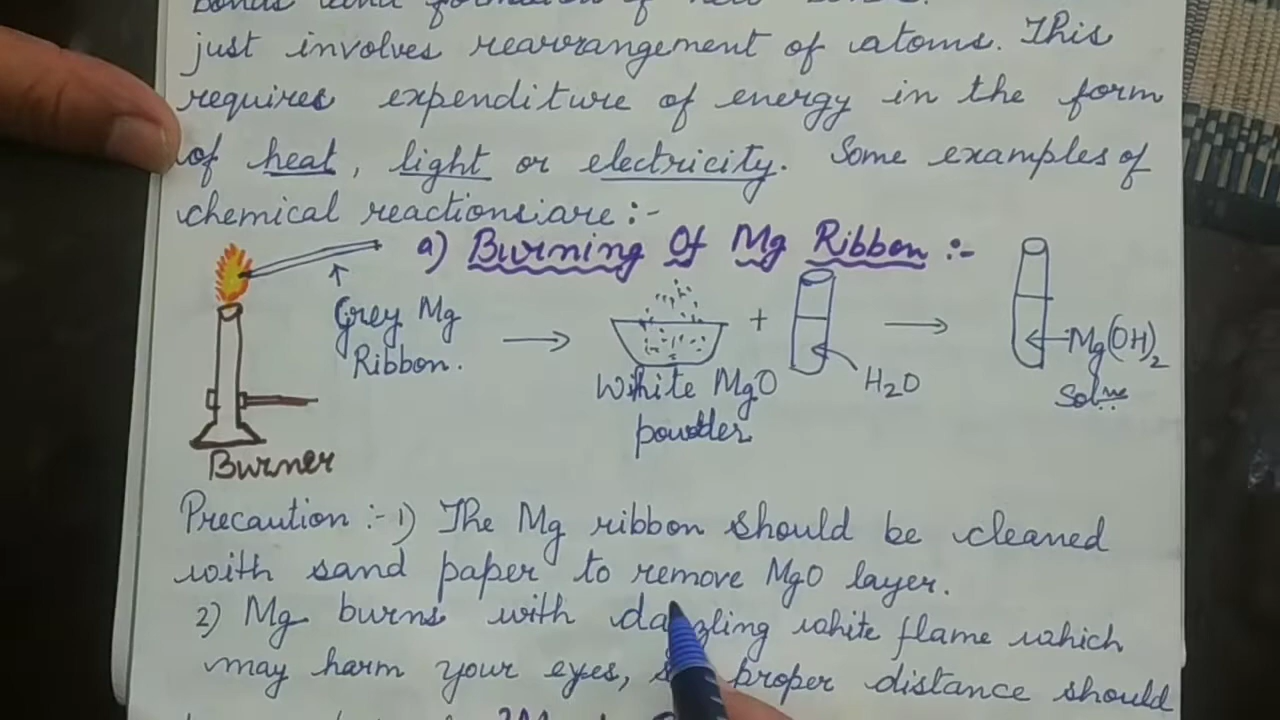 just involves rearrangement of atoms. This
requires expenditure of energy in the form
of heat, light or electricity. Some examples of
chemical reactions are :-
a) Burning Of Mg Ribbon :-
Grey Mg
Ribbon.
White MgO
powder
+
H₂O
Mg(OH)₂
Solⁿᵉ
Burner
Precaution :- 1) The Mg ribbon should be cleaned
with sand paper to remove MgO layer.
2) Mg burns with dazzling white flame which
may harm your eyes, proper distance should